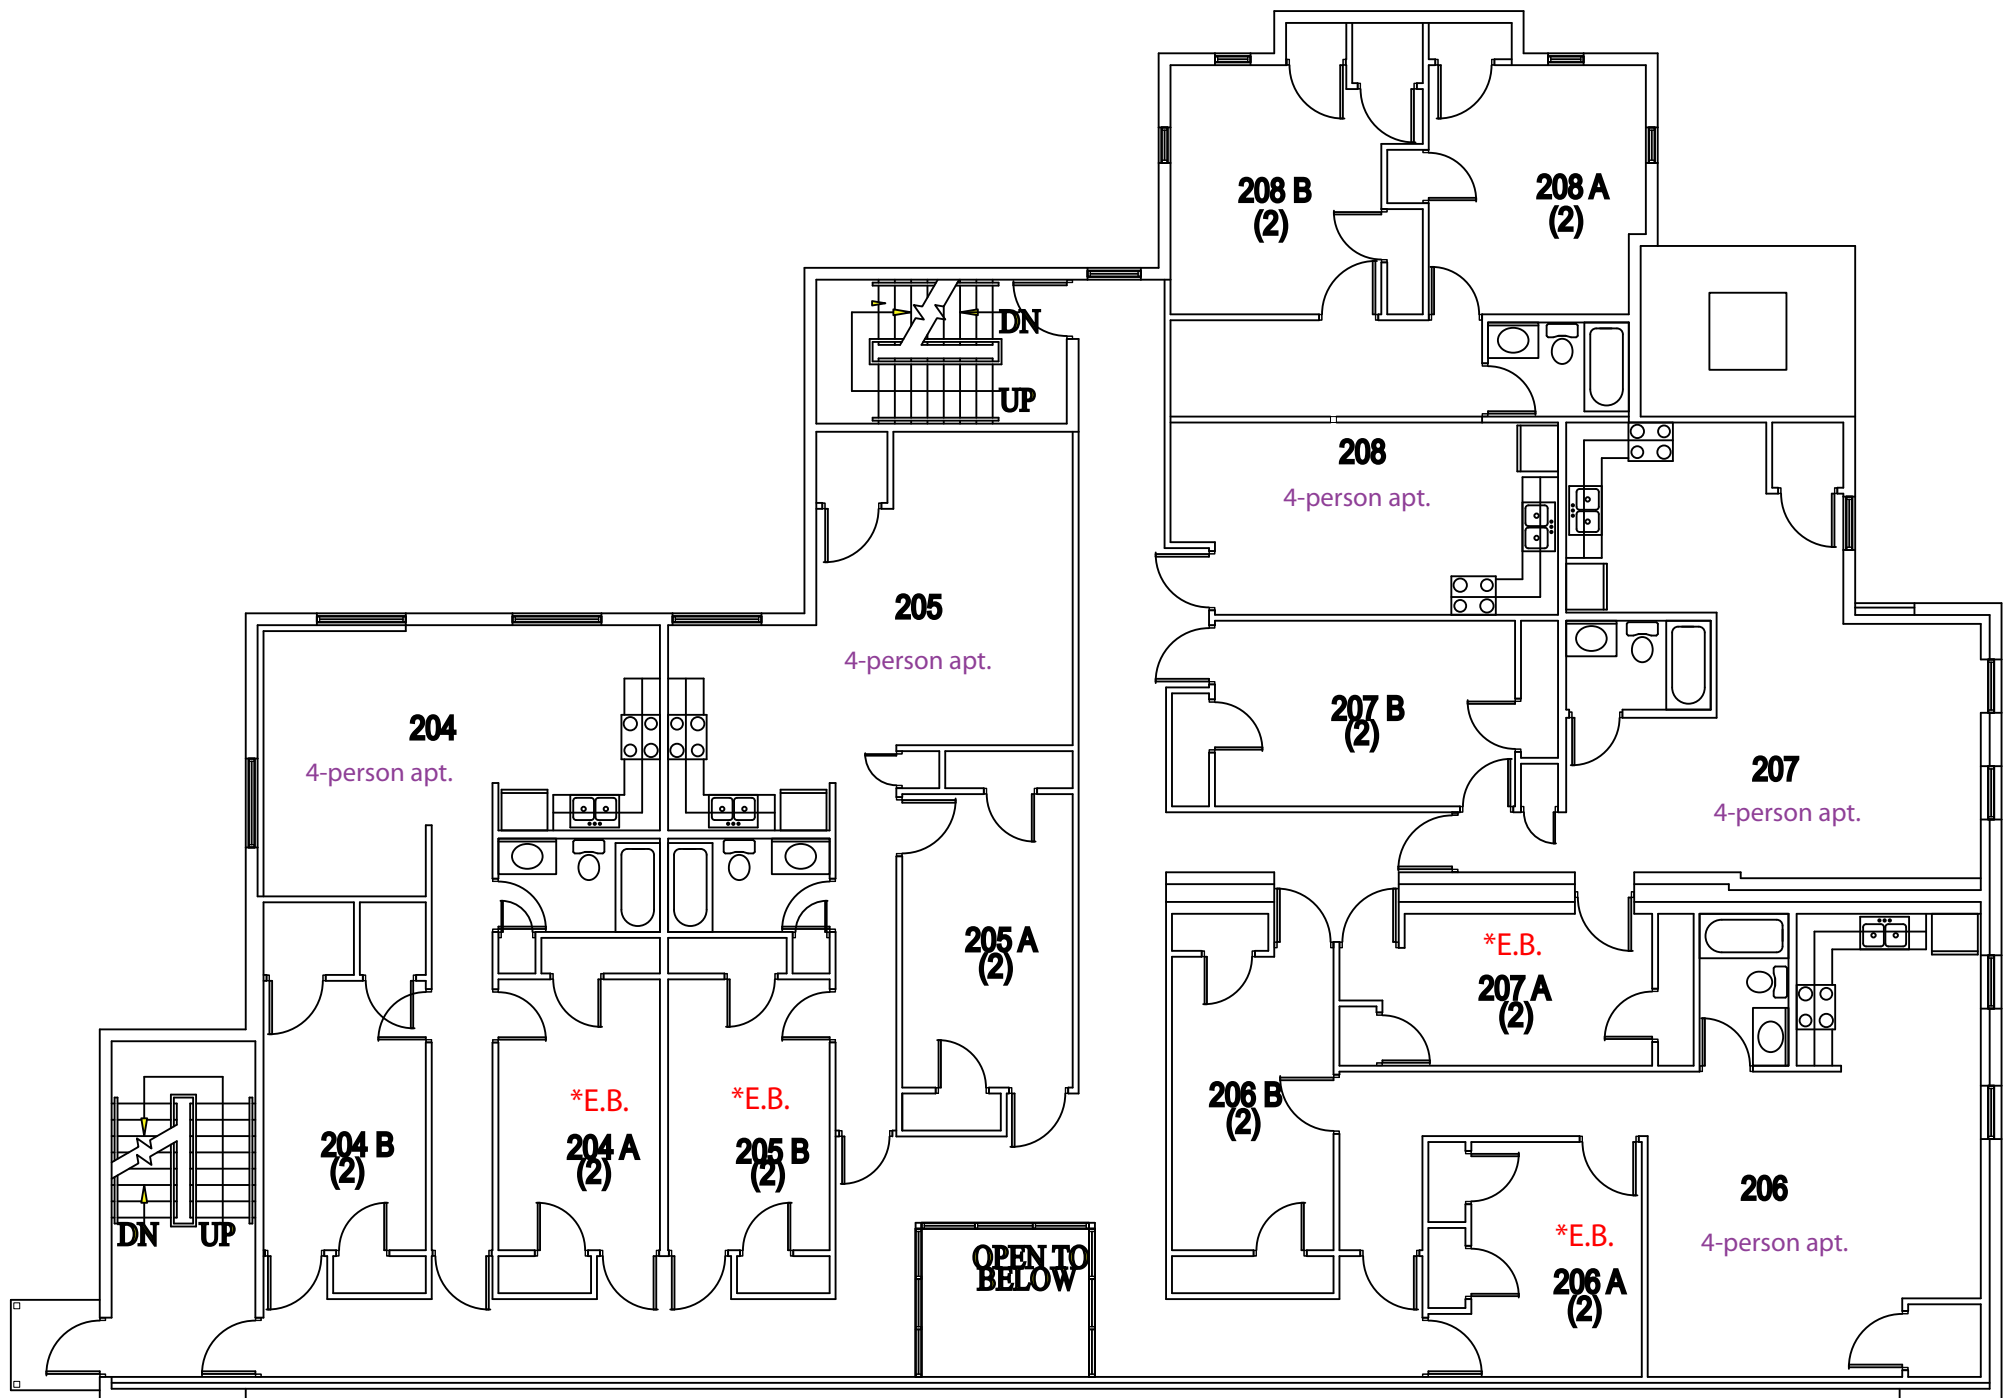 208 B
(2)
208 A
(2)
DN
UP
208
4-person apt.
205
4-person apt.
204
4-person apt.
207 B
(2)
207
4-person apt.
205 A
(2)
*E.B.
207 A
(2)
*E.B.
204 A
(2)
*E.B.
205 B
(2)
204 B
(2)
206 B
(2)
206
4-person apt.
*E.B.
206 A
(2)
DN
UP
OPEN TO
BELOW